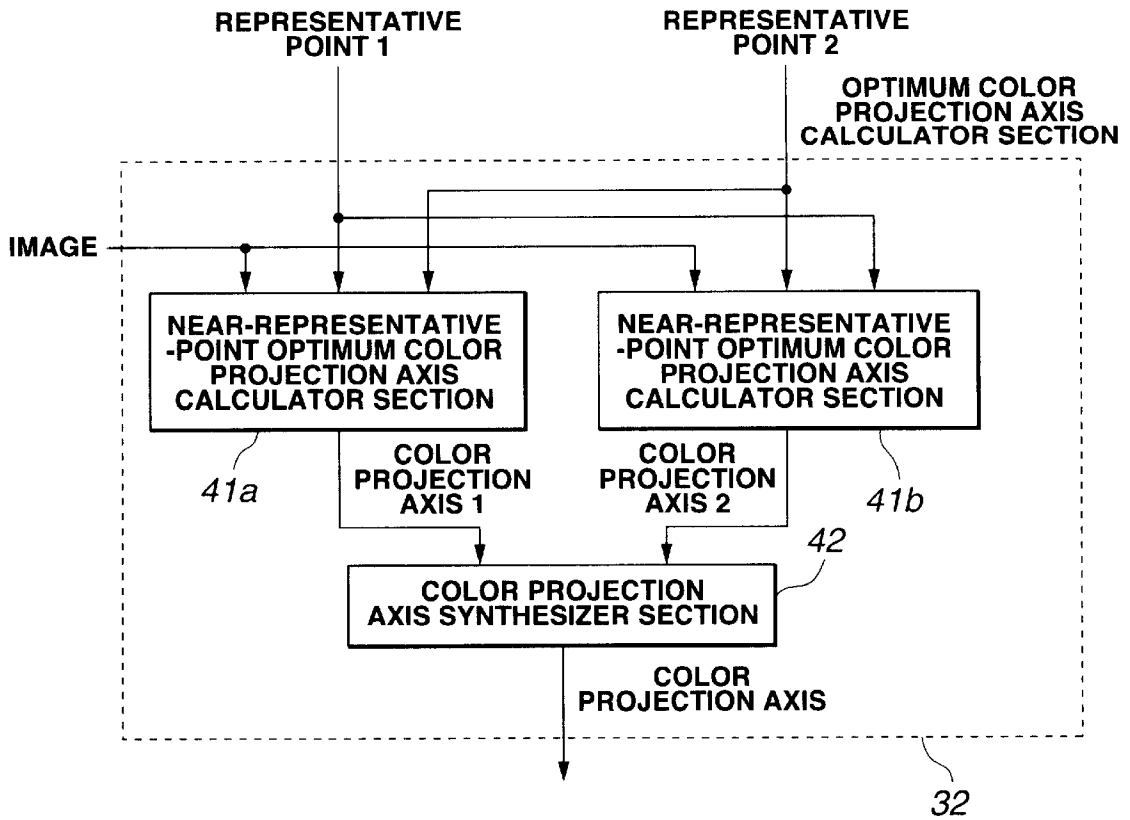 REPRESENTATIVE
POINT 1
REPRESENTATIVE
POINT 2
OPTIMUM COLOR
PROJECTION AXIS
CALCULATOR SECTION
IMAGE
NEAR-REPRESENTATIVE
-POINT OPTIMUM COLOR
PROJECTION AXIS
CALCULATOR SECTION
NEAR-REPRESENTATIVE
-POINT OPTIMUM COLOR
PROJECTION AXIS
CALCULATOR SECTION
41a
COLOR
PROJECTION
AXIS 1
COLOR
PROJECTION
AXIS 2
41b
42
COLOR PROJECTION
AXIS SYNTHESIZER SECTION
COLOR
PROJECTION AXIS
32